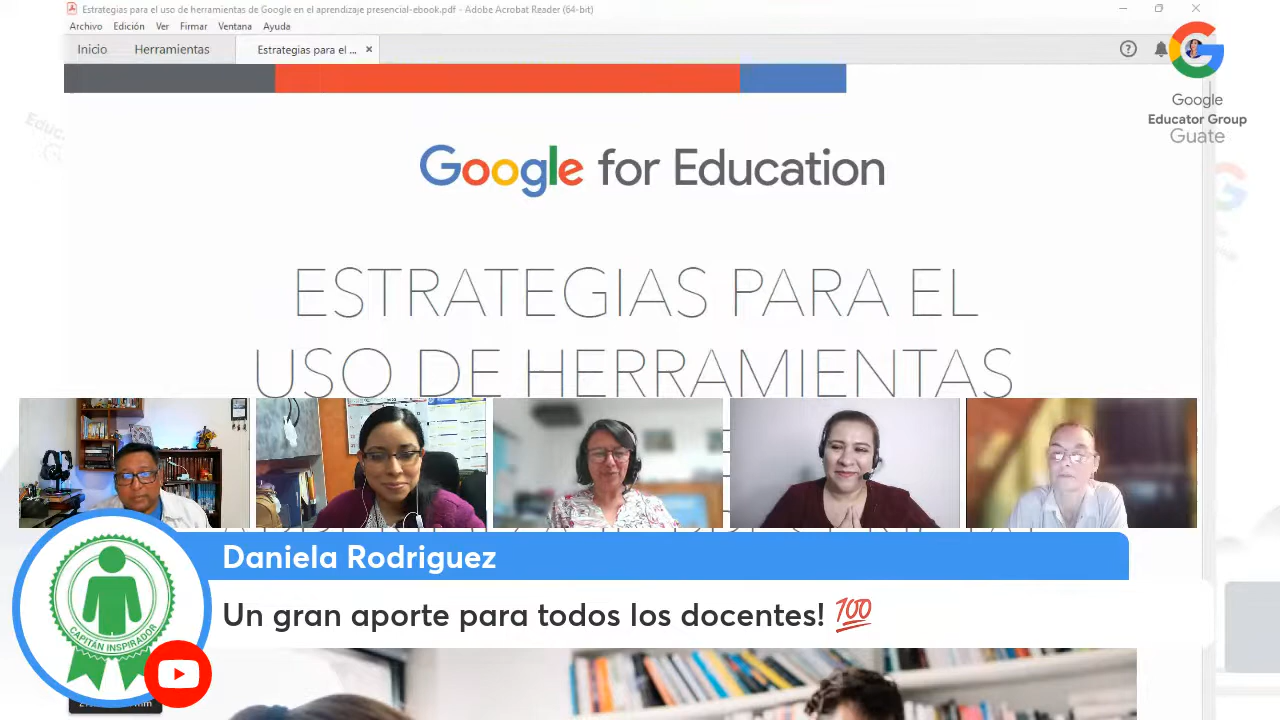 Estrategias para el uso de herramientas de Google en el aprendizaje presencial-ebook.pdf - Adobe Acrobat Reader (64-bit)
Archivo Edición Ver Firmar Ventana Ayuda
Inicio Herramientas Estrategias para el ... ×
Google
Educator Group
Guate
Google for Education
ESTRATEGIAS PARA EL
USO DE HERRAMIENTAS
Daniela Rodriguez
Un gran aporte para todos los docentes! 💯
CAPITÁN INSPIRADOR